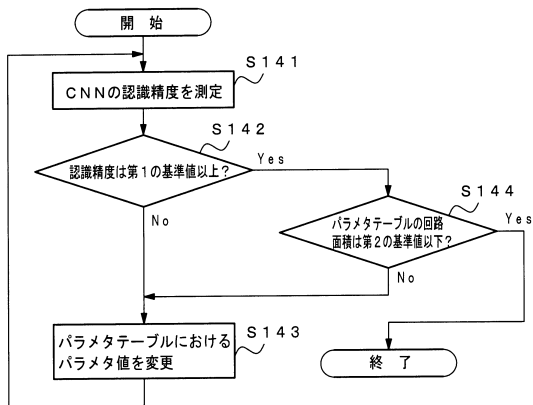 開 始
S141
CNNの認識精度を測定
S142
認識精度は第1の基準値以上?
Yes
S144
パラメタテーブルの回路
面積は第2の基準値以下?
Yes
No
No
S143
パラメタテーブルにおける
パラメタ値を変更
終 了